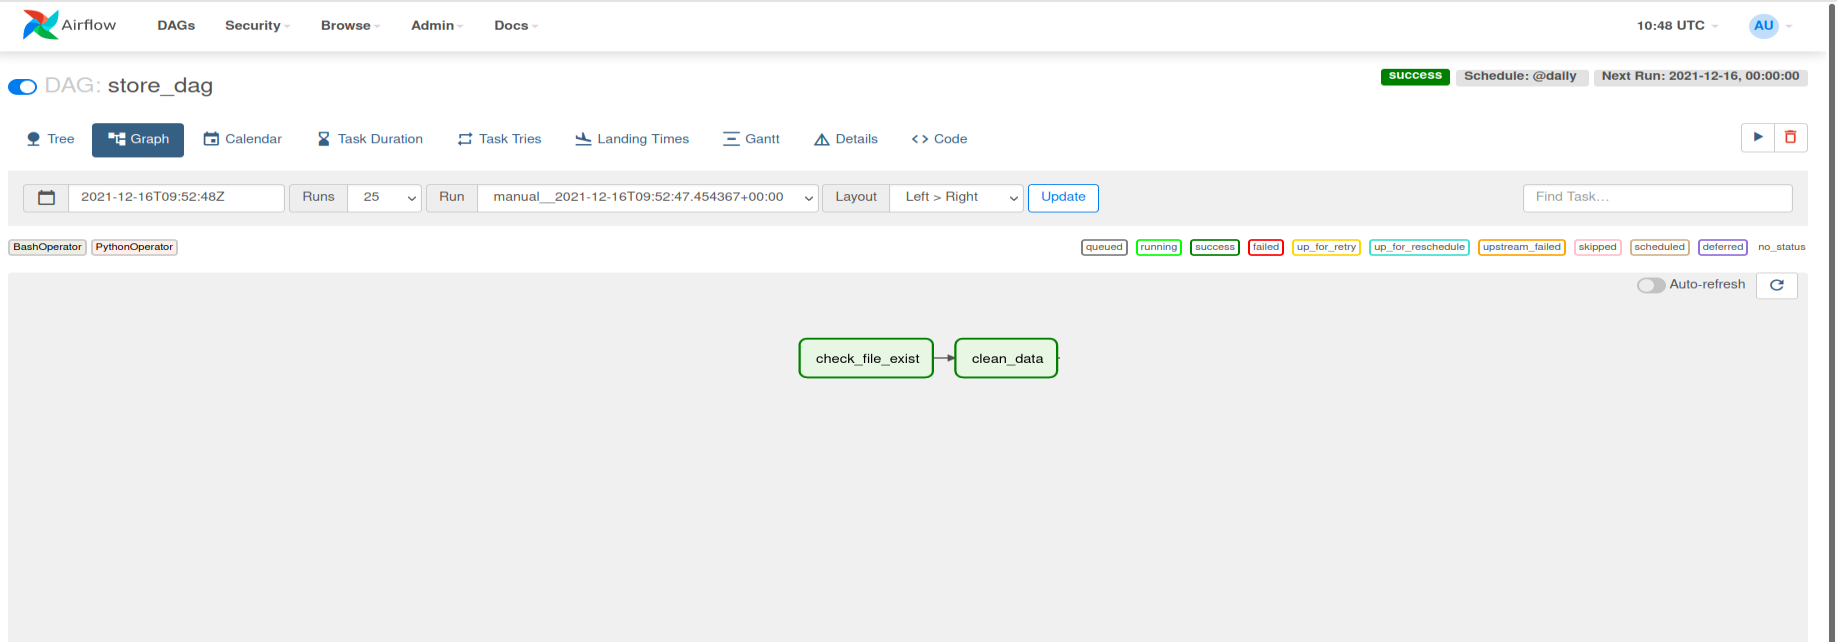 Airflow DAGs Security Browse Admin Docs 10:48 UTC AU
DAG: store_dag success Schedule: @daily Next Run: 2021-12-16, 00:00:00
Tree Graph Calendar Task Duration Task Tries Landing Times Gantt Details <> Code
2021-12-16T09:52:48Z Runs 25 Run manual__2021-12-16T09:52:47.454367+00:00 Layout Left > Right Update Find Task...
BashOperator PythonOperator queued running success failed up_for_retry up_for_reschedule upstream_failed skipped scheduled deferred no_status
Auto-refresh
check_file_exist clean_data